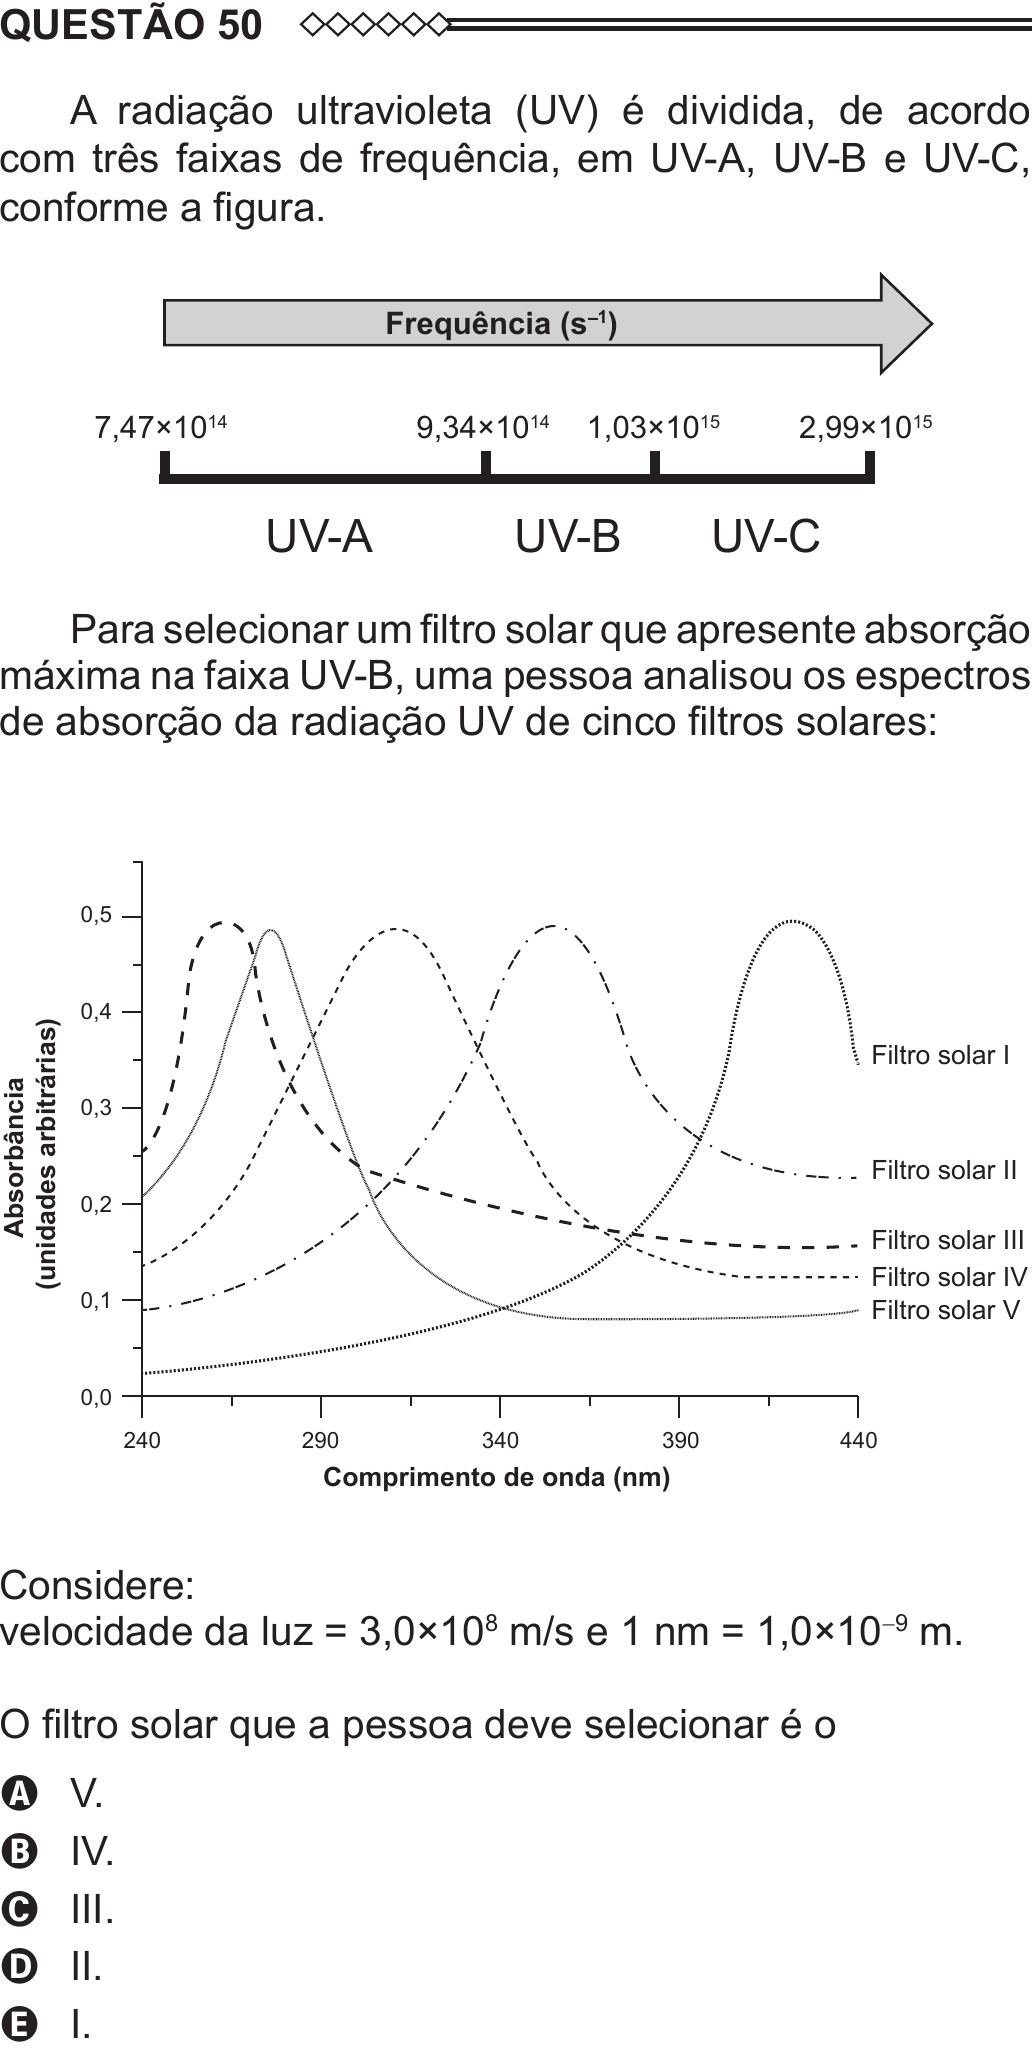 QUESTÃO 50
A radiação ultravioleta (UV) é dividida, de acordo
com três faixas de frequência, em UV-A, UV-B e UV-C,
conforme a figura.
Frequência (s⁻¹)
7,47×10¹⁴ 9,34×10¹⁴ 1,03×10¹⁵ 2,99×10¹⁵
UV-A UV-B UV-C
Para selecionar um filtro solar que apresente absorção
máxima na faixa UV-B, uma pessoa analisou os espectros
de absorção da radiação UV de cinco filtros solares:
Absorbância
(unidades arbitrárias)
0,5
0,4
0,3
0,2
0,1
0,0
Filtro solar I
Filtro solar II
Filtro solar III
Filtro solar IV
Filtro solar V
240 290 340 390 440
Comprimento de onda (nm)
Considere:
velocidade da luz = 3,0×10⁸ m/s e 1 nm = 1,0×10⁻⁹ m.
O filtro solar que a pessoa deve selecionar é o
A V.
B IV.
C III.
D II.
E I.